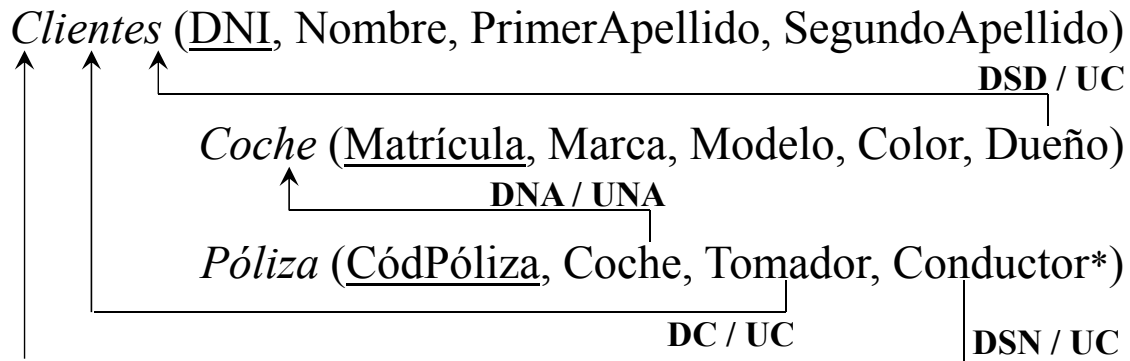 Clientes (DNI, Nombre, PrimerApellido, SegundoApellido)
DSD / UC
Coche (Matrícula, Marca, Modelo, Color, Dueño)
DNA / UNA
Póliza (CódPóliza, Coche, Tomador, Conductor*)
DC / UC
DSN / UC